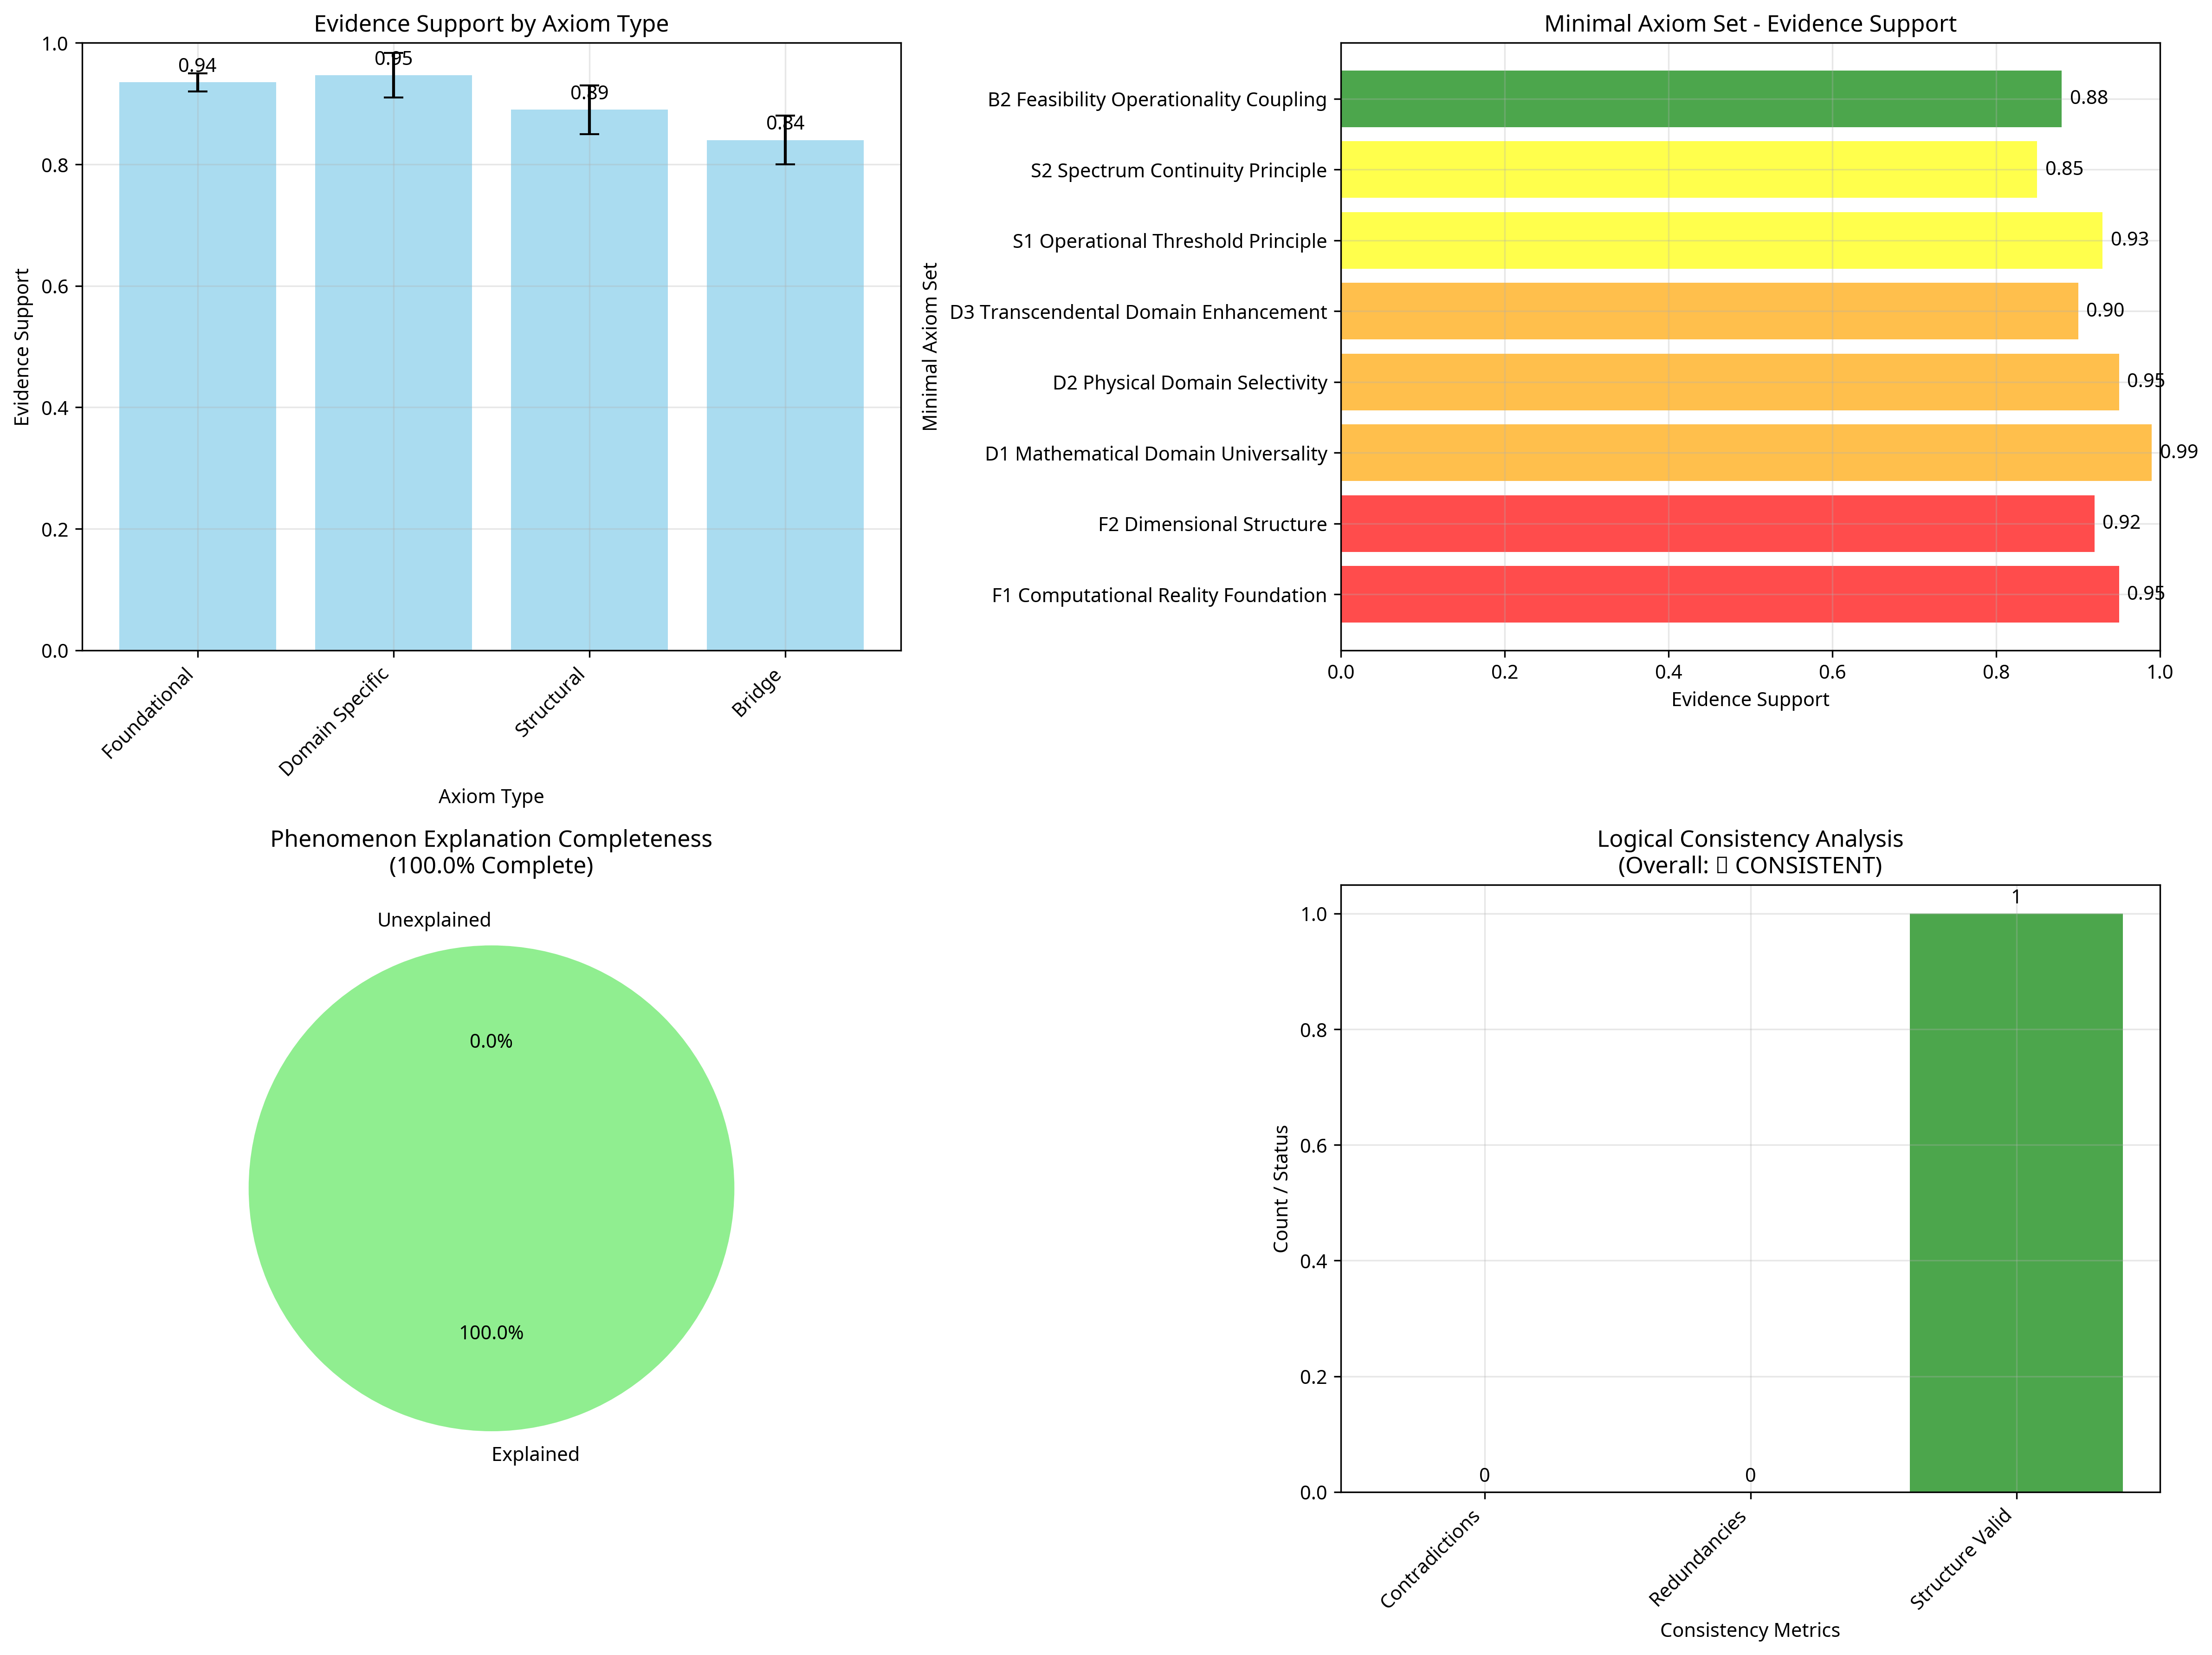 Evidence Support by Axiom Type
1.0
0.8
0.6
0.4
0.2
0.0
Evidence Support
0.94
0.95
0.89
0.84
Foundational
Domain Specific
Structural
Bridge
Axiom Type
Minimal Axiom Set - Evidence Support
Minimal Axiom Set
B2 Feasibility Operationality Coupling
0.88
S2 Spectrum Continuity Principle
0.85
S1 Operational Threshold Principle
0.93
D3 Transcendental Domain Enhancement
0.90
D2 Physical Domain Selectivity
0.95
D1 Mathematical Domain Universality
0.99
F2 Dimensional Structure
0.92
F1 Computational Reality Foundation
0.95
0.0
0.2
0.4
0.6
0.8
1.0
Evidence Support
Phenomenon Explanation Completeness
(100.0% Complete)
Unexplained
0.0%
100.0%
Explained
Logical Consistency Analysis
(Overall: ▯ CONSISTENT)
1.0
0.8
0.6
0.4
0.2
0.0
Count / Status
0
0
1
Contradictions
Redundancies
Structure Valid
Consistency Metrics